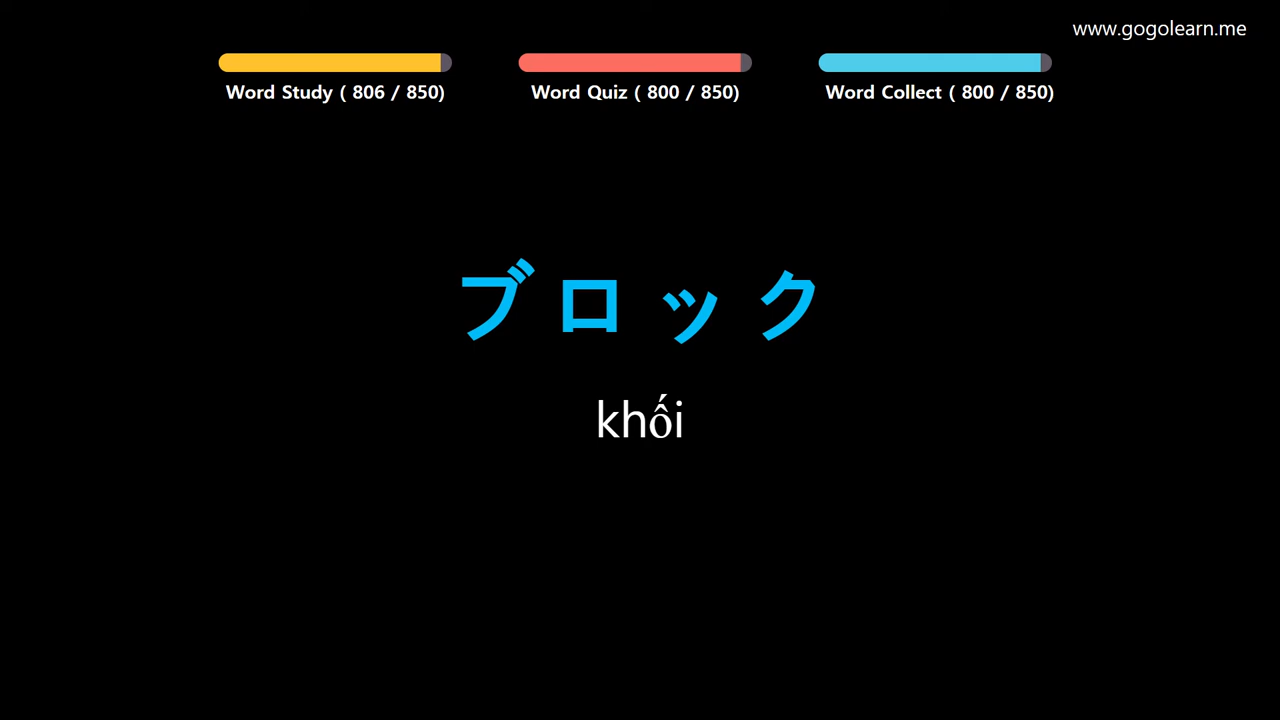 www.gogolearn.me
Word Study ( 806 / 850)
Word Quiz ( 800 / 850)
Word Collect ( 800 / 850)
ブロック
khối